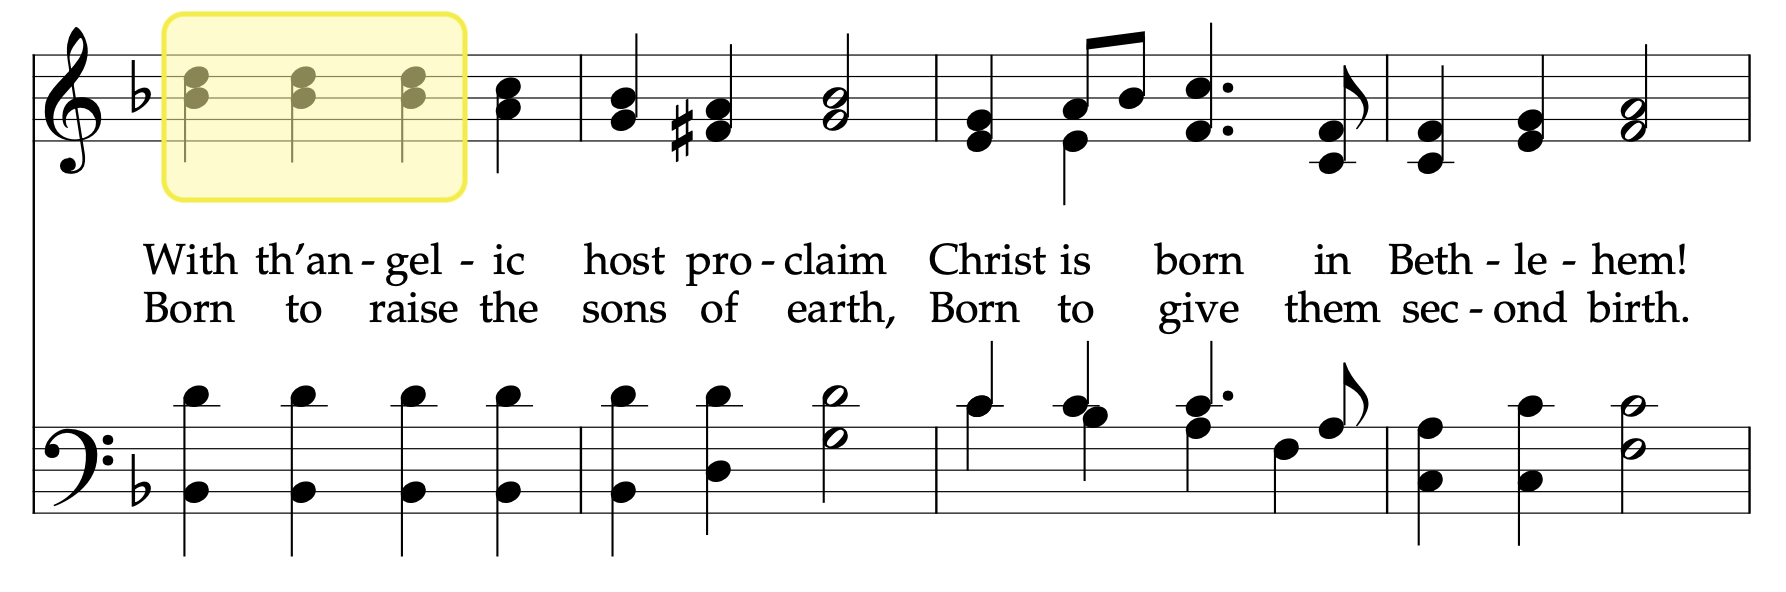 With th’an - gel - ic host pro - claim Christ is born in Beth - le - hem!
Born to raise the sons of earth, Born to give them sec - ond birth.